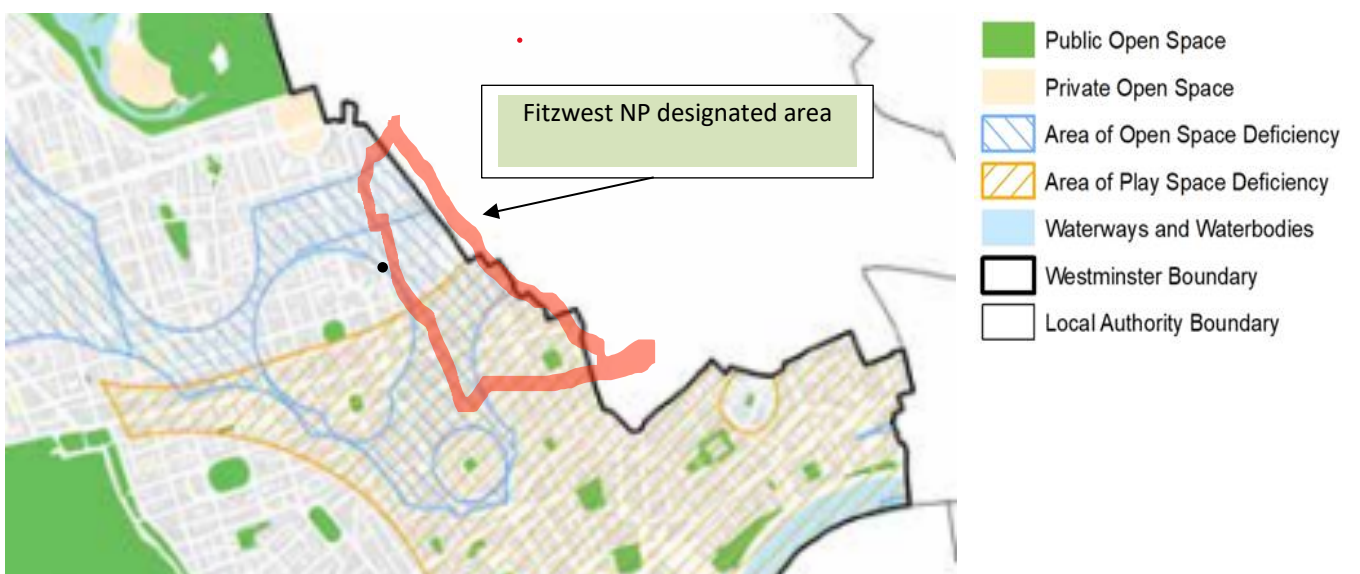 Fitzwest NP designated area
Public Open Space
Private Open Space
Area of Open Space Deficiency
Area of Play Space Deficiency
Waterways and Waterbodies
Westminster Boundary
Local Authority Boundary